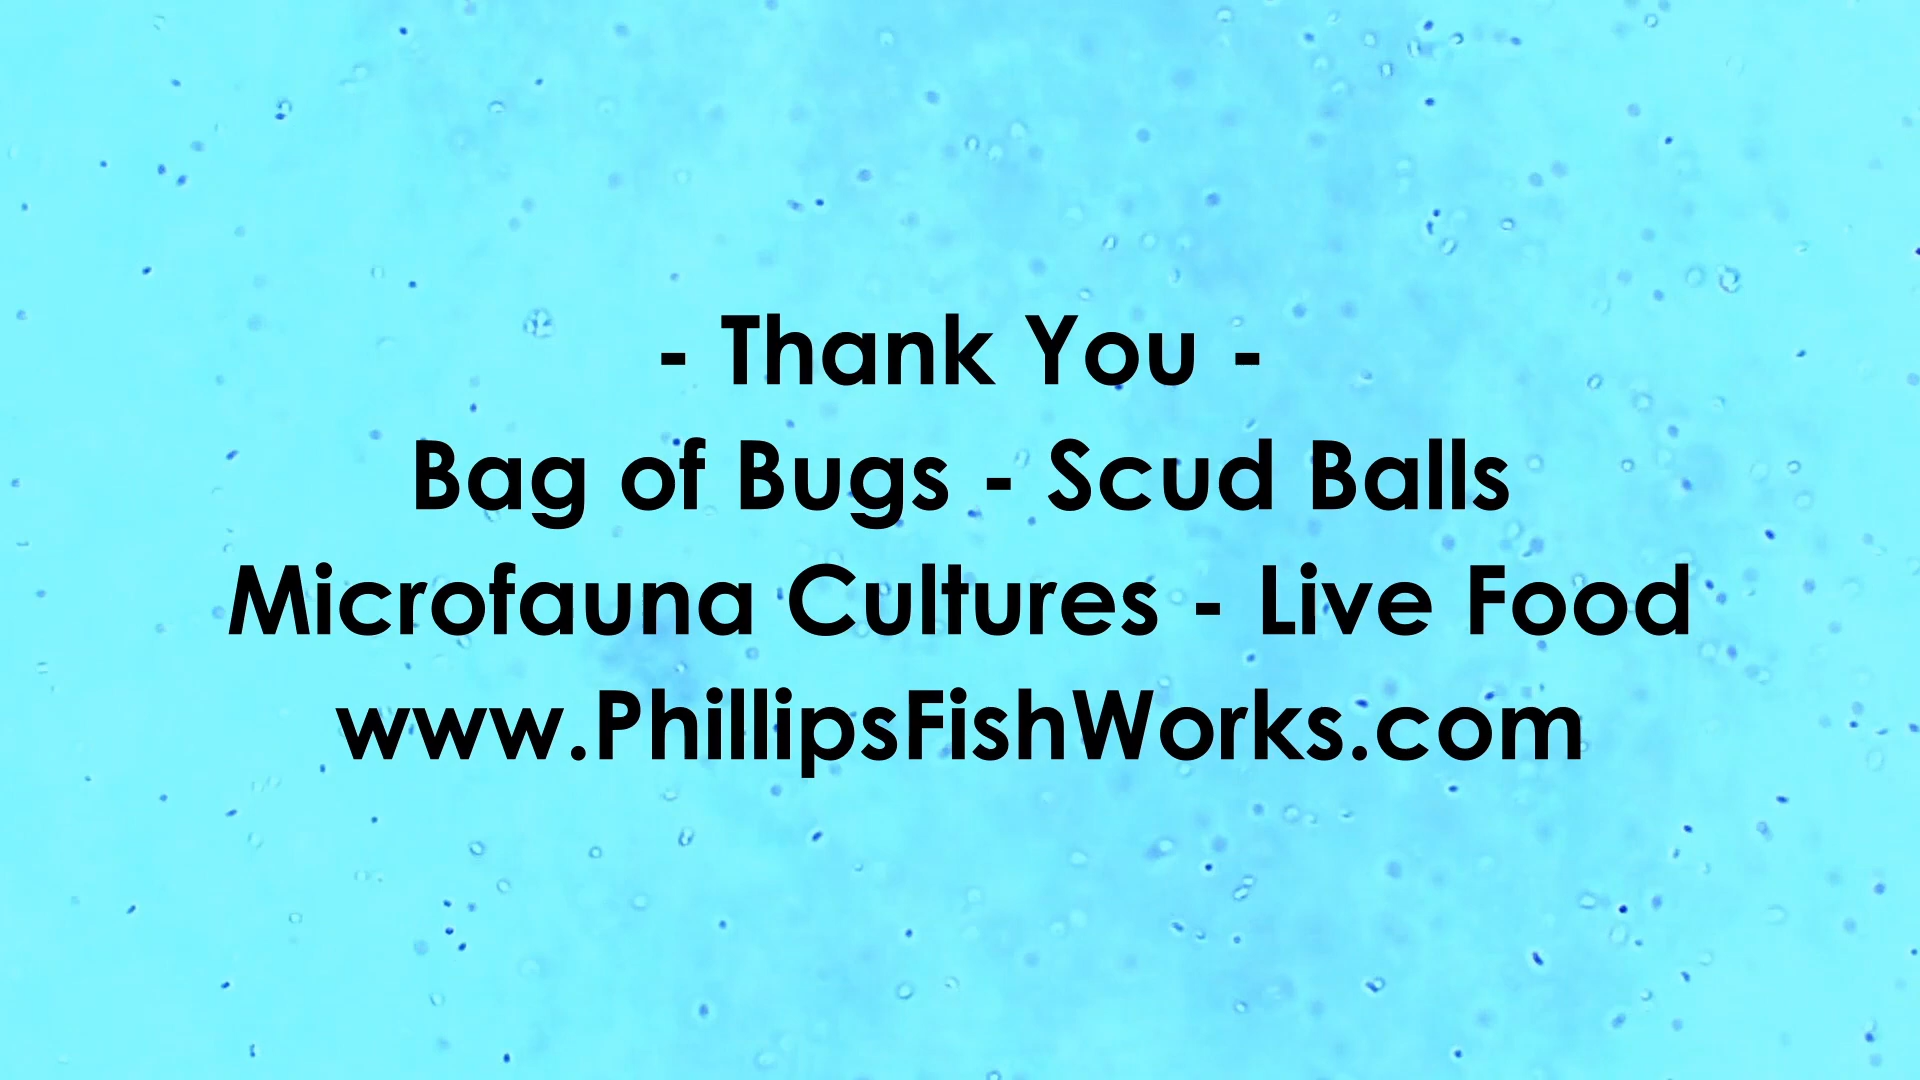 - Thank You -
Bag of Bugs - Scud Balls
Microfauna Cultures - Live Food
www.PhillipsFishWorks.com